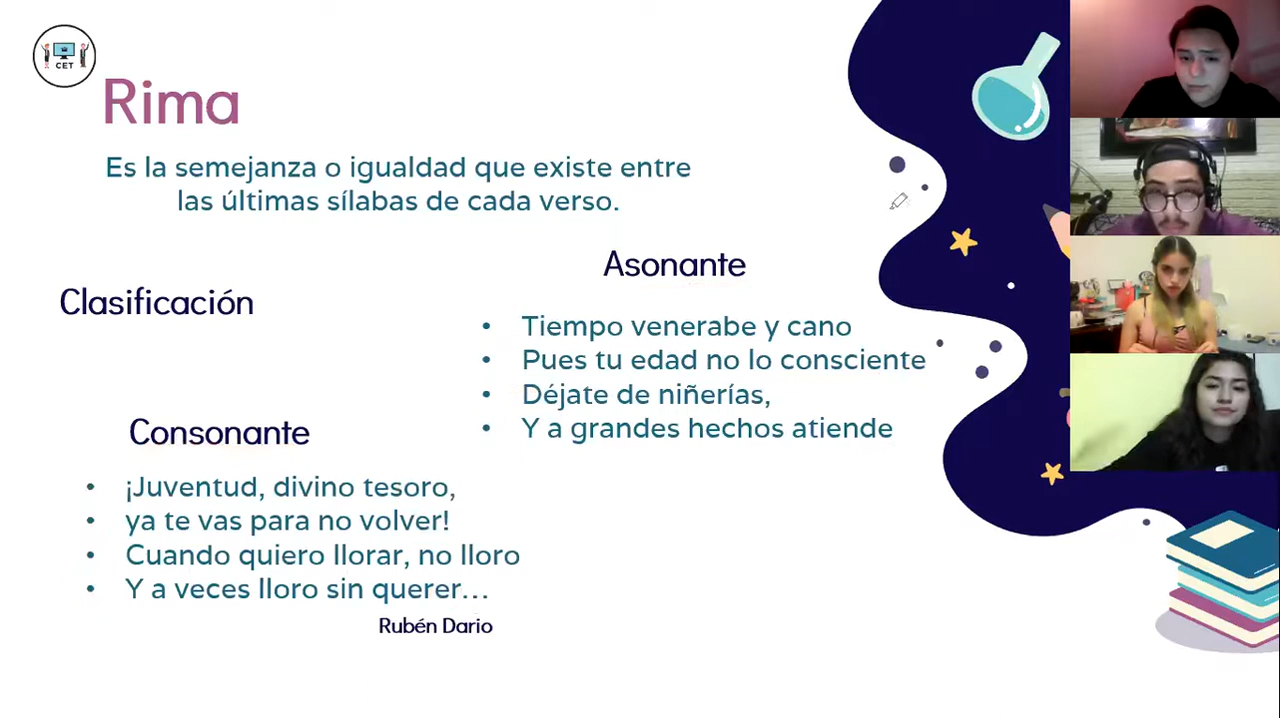 CET
Rima
Es la semejanza o igualdad que existe entre
las últimas sílabas de cada verso.
Clasificación
Asonante
• Tiempo venerabe y cano
• Pues tu edad no lo consciente
• Déjate de niñerías,
• Y a grandes hechos atiende
Consonante
• ¡Juventud, divino tesoro,
• ya te vas para no volver!
• Cuando quiero llorar, no lloro
• Y a veces lloro sin querer…
Rubén Dario